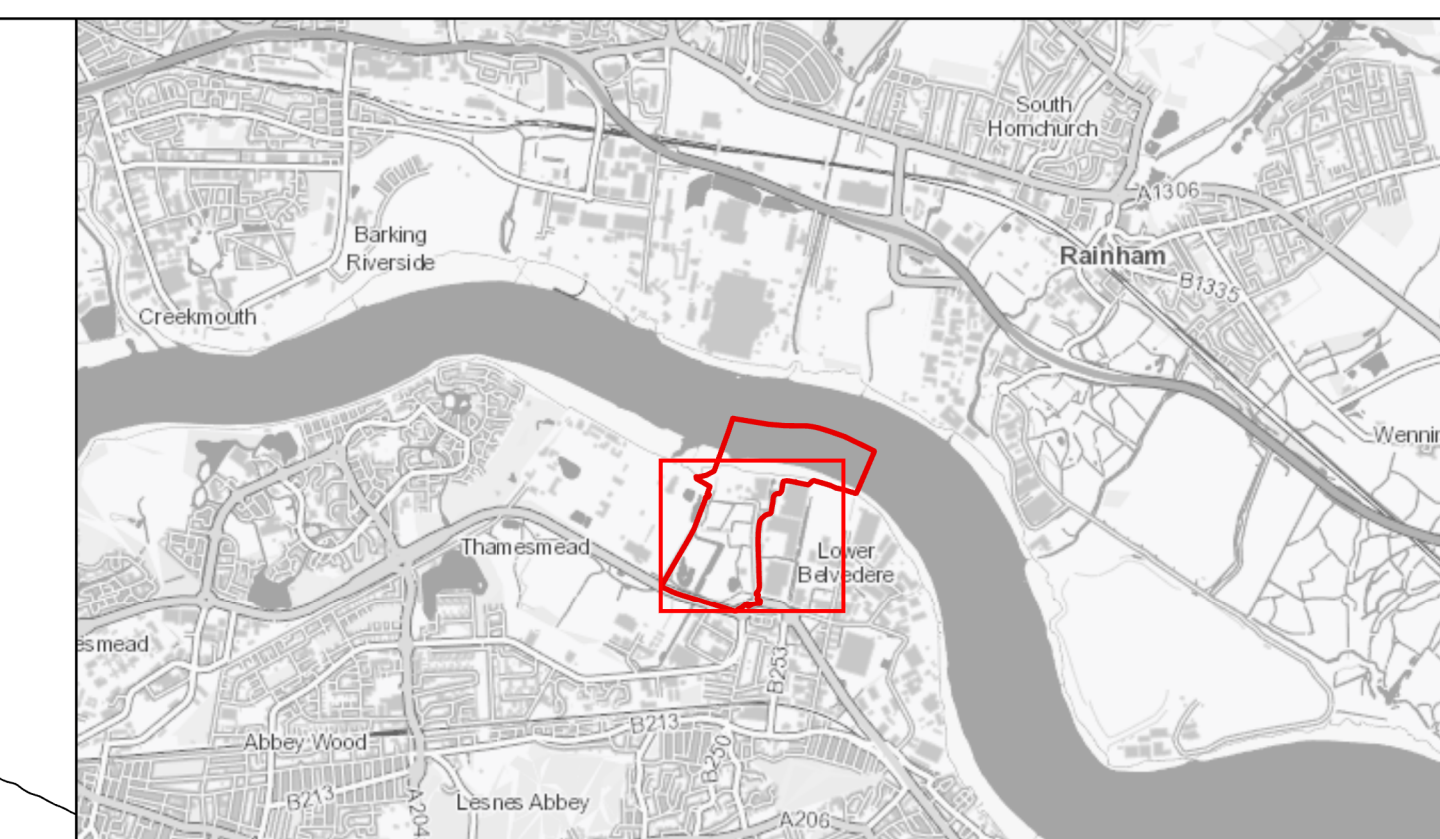 South
Hornchurch
A1306
Barking
Riverside
Rainham
B1335
Creekmouth
Wennin
Thamesmead
Lower
Belvedere
esmead
B253
B213
Abbey Wood
B250
B213
A204
Lesnes Abbey
A206